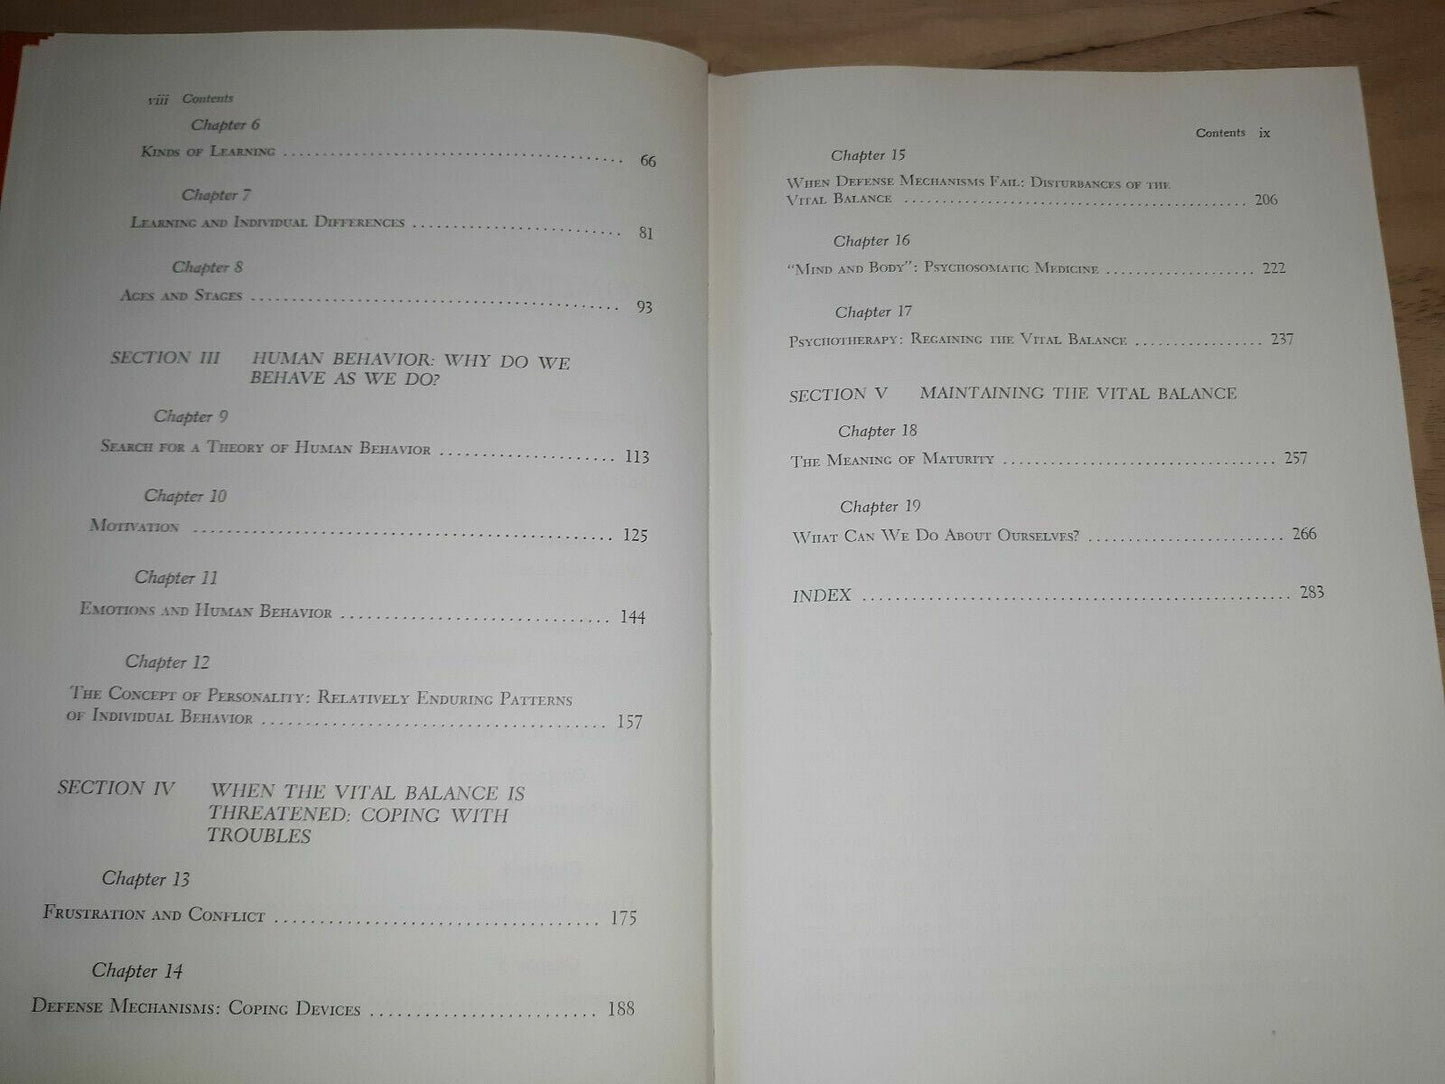 viii Contents
Chapter 6
Kinds of Learning ........................................ 66
Chapter 7
Learning and Individual Differences ........................ 81
Chapter 8
Ages and Stages ........................................ 93
SECTION III HUMAN BEHAVIOR: WHY DO WE
BEHAVE AS WE DO?
Chapter 9
Search for a Theory of Human Behavior .................... 113
Chapter 10
Motivation ........................................ 125
Chapter 11
Emotions and Human Behavior .............................. 144
Chapter 12
The Concept of Personality: Relatively Enduring Patterns
of Individual Behavior ...................................... 157
SECTION IV WHEN THE VITAL BALANCE IS
THREATENED: COPING WITH
TROUBLES
Chapter 13
Frustration and Conflict .................................... 175
Chapter 14
Defense Mechanisms: Coping Devices ......................... 188
Contents ix
Chapter 15
When Defense Mechanisms Fail: Disturbances of the
Vital Balance ........................................ 206
Chapter 16
"Mind and Body": Psychosomatic Medicine .................... 222
Chapter 17
Psychotherapy: Regaining the Vital Balance ................. 237
SECTION V MAINTAINING THE VITAL BALANCE
Chapter 18
The Meaning of Maturity ................................. 257
Chapter 19
What Can We Do About Ourselves? ......................... 266
INDEX ................................................ 283